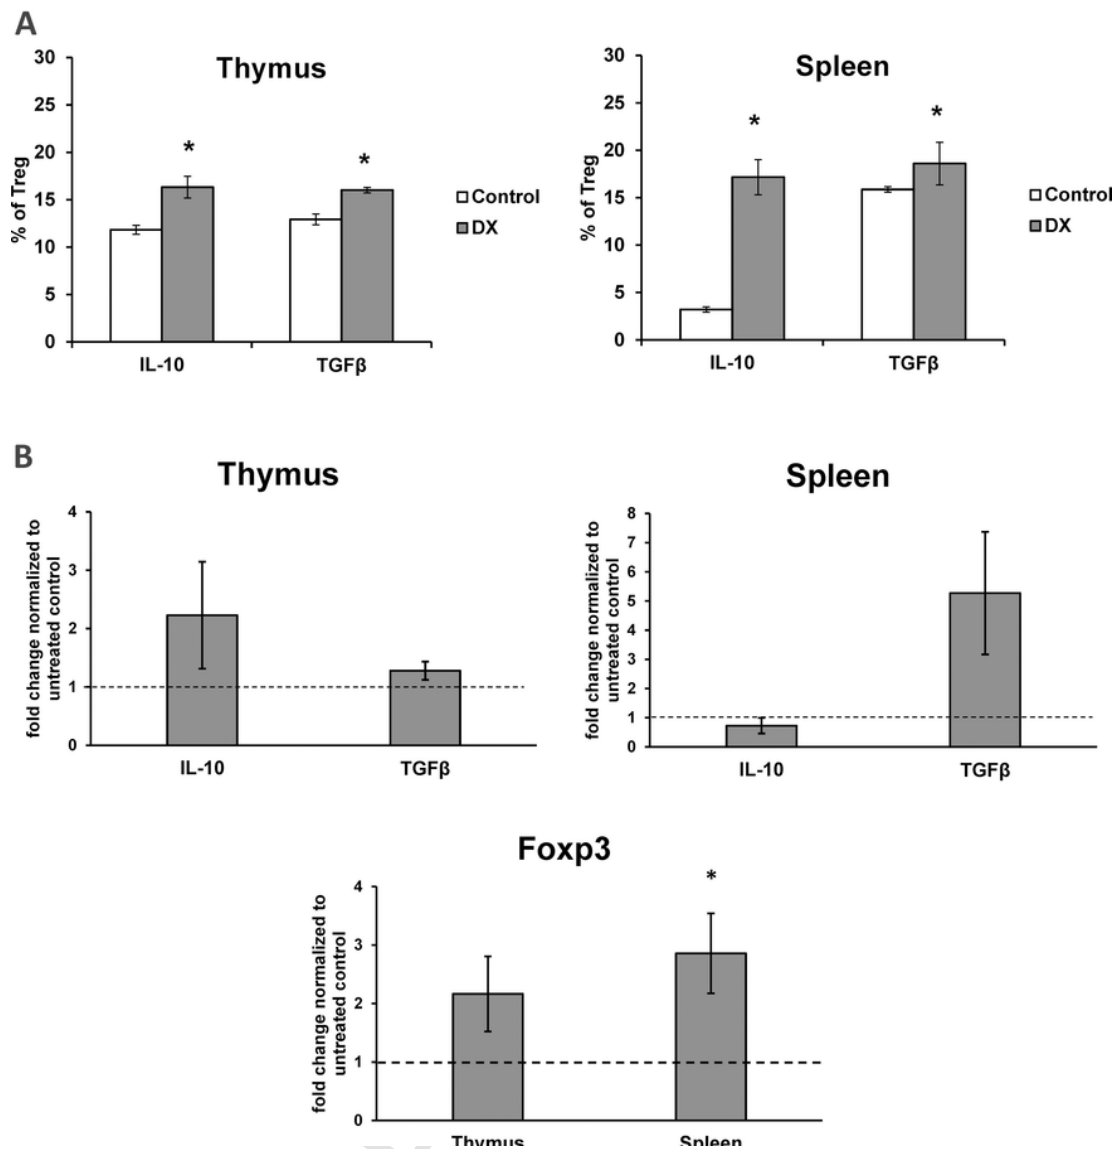 A
Thymus
% of Treg
30
25
20
15
10
5
0
*
*
IL-10
TGFβ
Control
DX
Spleen
% of Treg
30
25
20
15
10
5
0
*
*
IL-10
TGFβ
Control
DX
B
Thymus
fold change normalized to
untreated control
4
3
2
1
0
IL-10
TGFβ
Spleen
fold change normalized to
untreated control
8
7
6
5
4
3
2
1
0
IL-10
TGFβ
Foxp3
fold change normalized to
untreated control
4
3
2
1
0
*
Thymus
Spleen